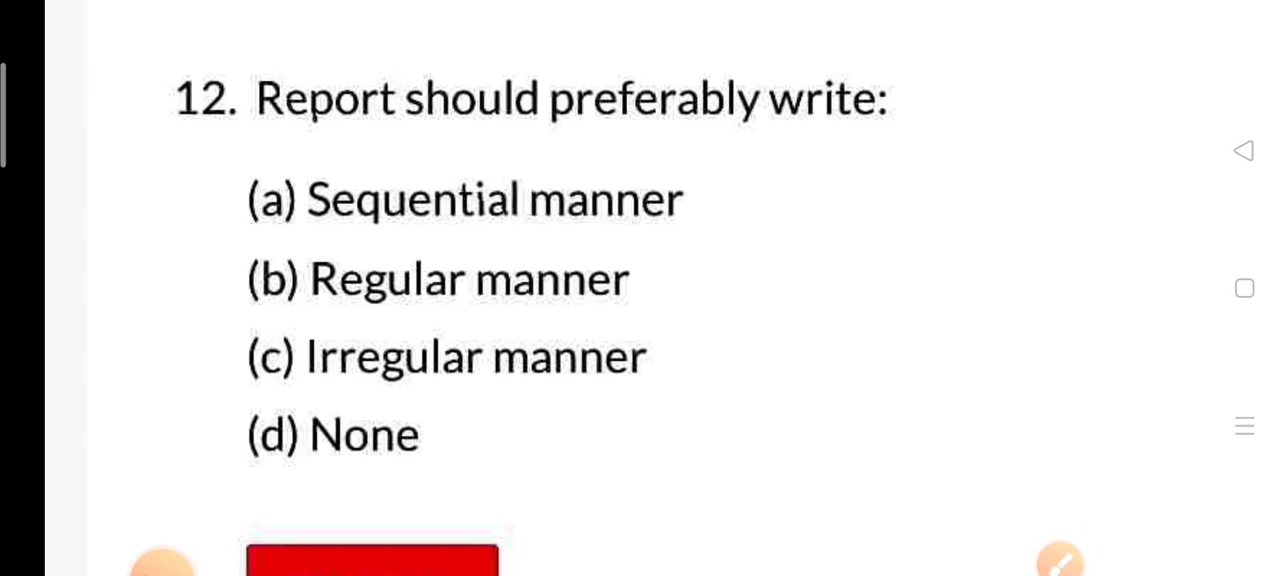 12. Report should preferably write:
(a) Sequential manner
(b) Regular manner
(c) Irregular manner
(d) None